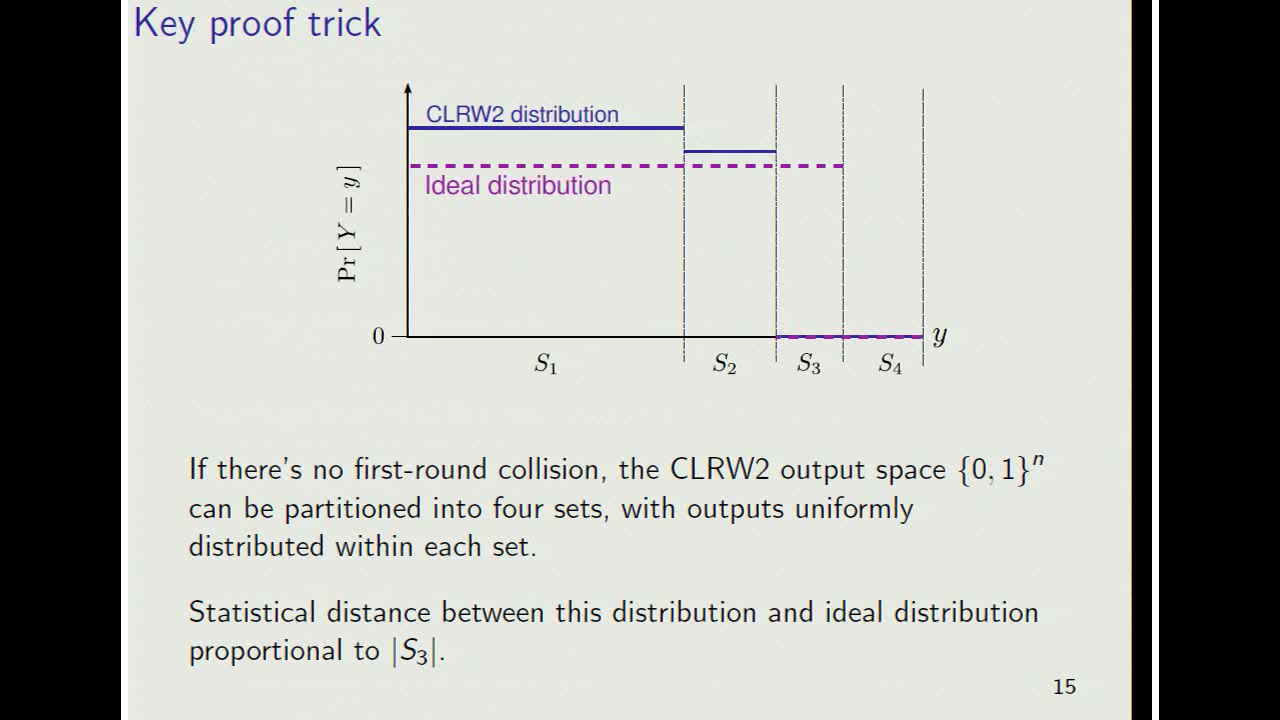 Key proof trick
CLRW2 distribution
Ideal distribution
Pr [ Y = y ]
0
y
S₁
S₂
S₃
S₄
If there's no first-round collision, the CLRW2 output space {0, 1}ⁿ
can be partitioned into four sets, with outputs uniformly
distributed within each set.
Statistical distance between this distribution and ideal distribution
proportional to |S₃|.
15